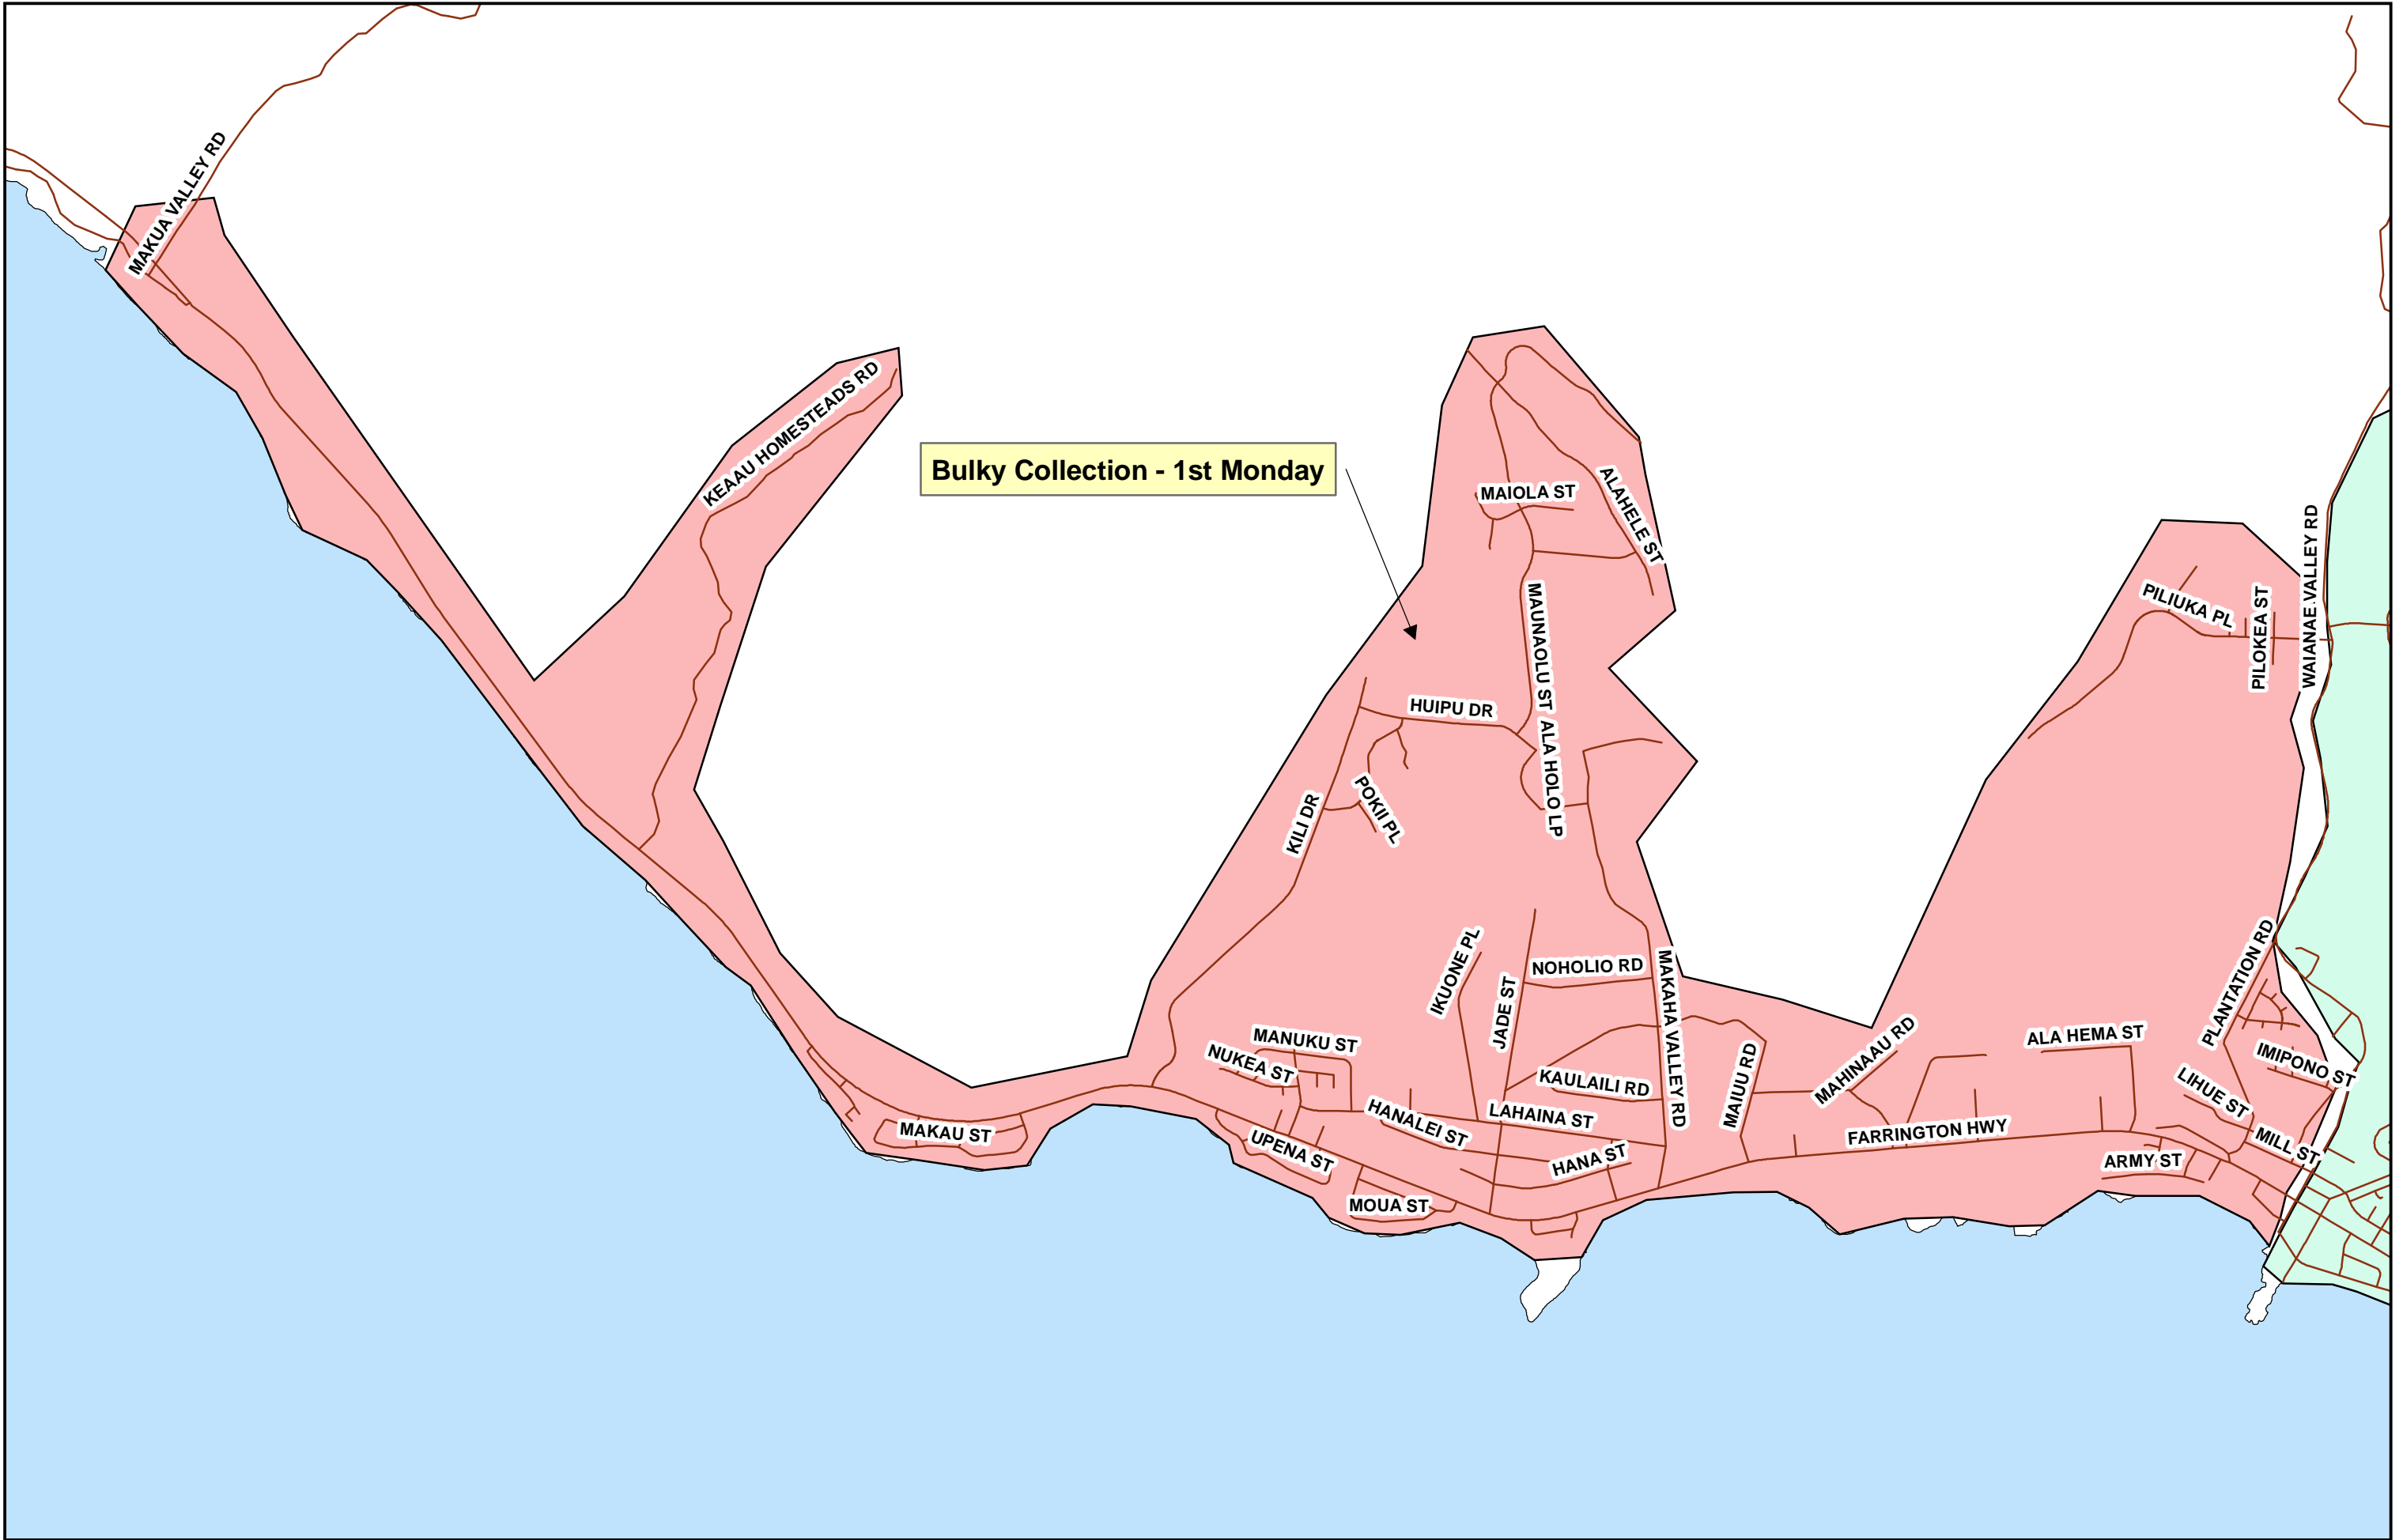 MAKUA VALLEY RD
KEAAU HOMESTEADS RD
Bulky Collection - 1st Monday
MAIOLA ST
ALAHELE ST
MAUNAOLU ST
HUIPU DR
ALA HOLO LP
POKII PL
KILI DR
PILIUKA PL
PILOKEA ST
WAIANAE VALLEY RD
IKUONE PL
JADE ST
NOHOLIO RD
MAKAHA VALLEY RD
PLANTATION RD
MANUKU ST
NUKEA ST
KAULAILI RD
MAIU RD
MAHINAAU RD
ALA HEMA ST
IMIPONO ST
LIHUE ST
HANALEI ST
LAHAINA ST
MAKAU ST
UPENA ST
HANA ST
FARRINGTON HWY
MILL ST
ARMY ST
MOUA ST